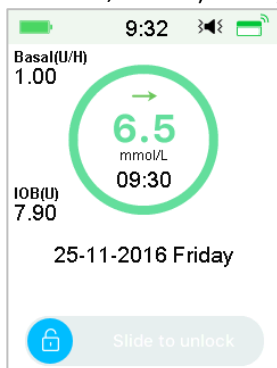 9:32
Basal(U/H)
1.00
6.5
mmol/L
09:30
IOB(U)
7.90
25-11-2016 Friday
Slide to unlock